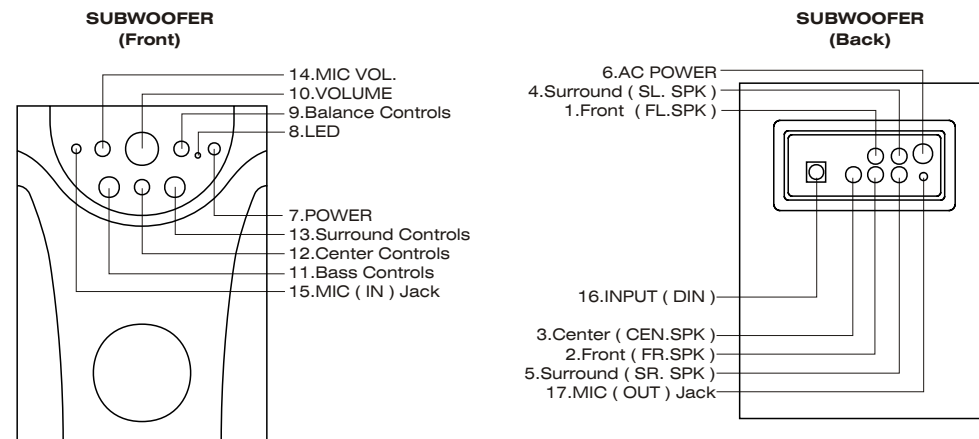 SUBWOOFER
(Front)
14.MIC VOL.
10.VOLUME
9.Balance Controls
8.LED
7.POWER
13.Surround Controls
12.Center Controls
11.Bass Controls
15.MIC ( IN ) Jack
SUBWOOFER
(Back)
6.AC POWER
4.Surround ( SL. SPK )
1.Front ( FL.SPK )
16.INPUT ( DIN )
3.Center ( CEN.SPK )
2.Front ( FR.SPK )
5.Surround ( SR. SPK )
17.MIC ( OUT ) Jack